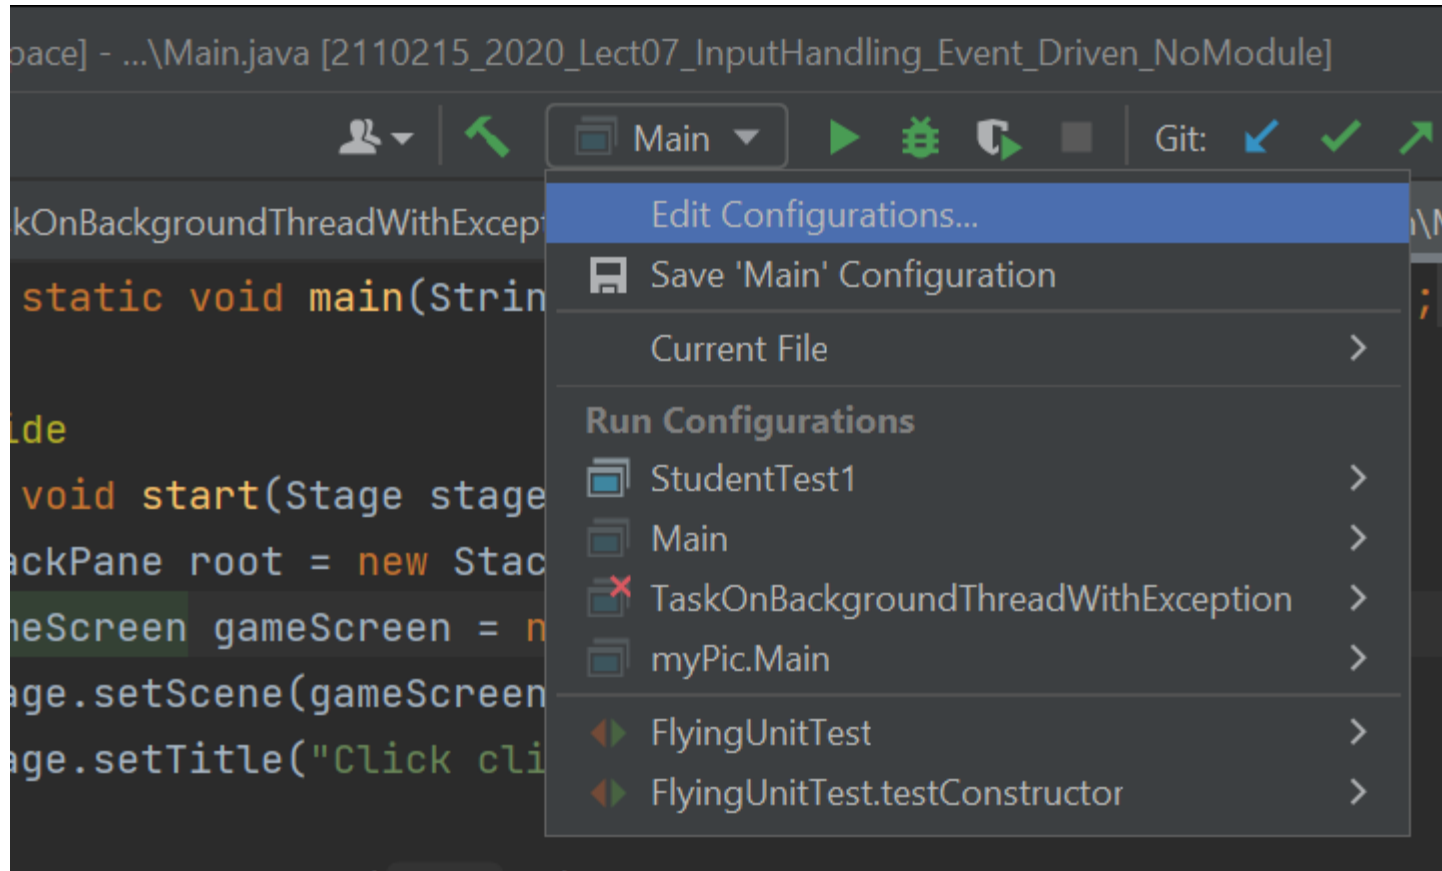 pace] - ...\Main.java [2110215_2020_Lect07_InputHandling_Event_Driven_NoModule]
Main Git:
kOnBackgroundThreadWithExcept
Edit Configurations...
Save 'Main' Configuration
static void main(Strin ;
Current File
ide
Run Configurations
void start(Stage stage
StudentTest1
ackPane root = new Stac
Main
TaskOnBackgroundThreadWithException
meScreen gameScreen = n
myPic.Main
age.setScene(gameScreen
FlyingUnitTest
age.setTitle("Click cli
FlyingUnitTest.testConstructor